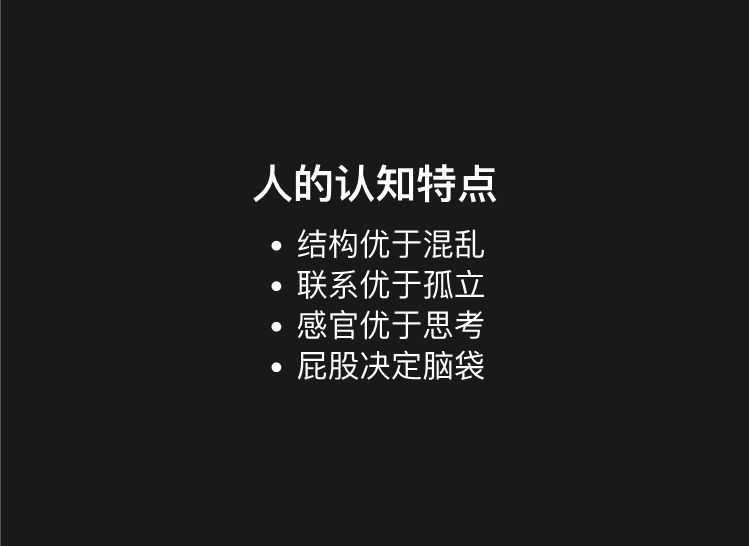 人的认知特点
• 结构优于混乱
• 联系优于孤立
• 感官优于思考
• 屁股决定脑袋